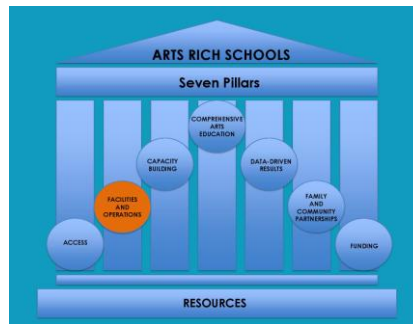 ARTS RICH SCHOOLS
Seven Pillars
COMPREHENSIVE
ARTS
EDUCATION
CAPACITY
BUILDING
DATA-DRIVEN
RESULTS
FACILITIES
AND
OPERATIONS
FAMILY
AND
COMMUNITY
PARTNERSHIPS
ACCESS
FUNDING
RESOURCES